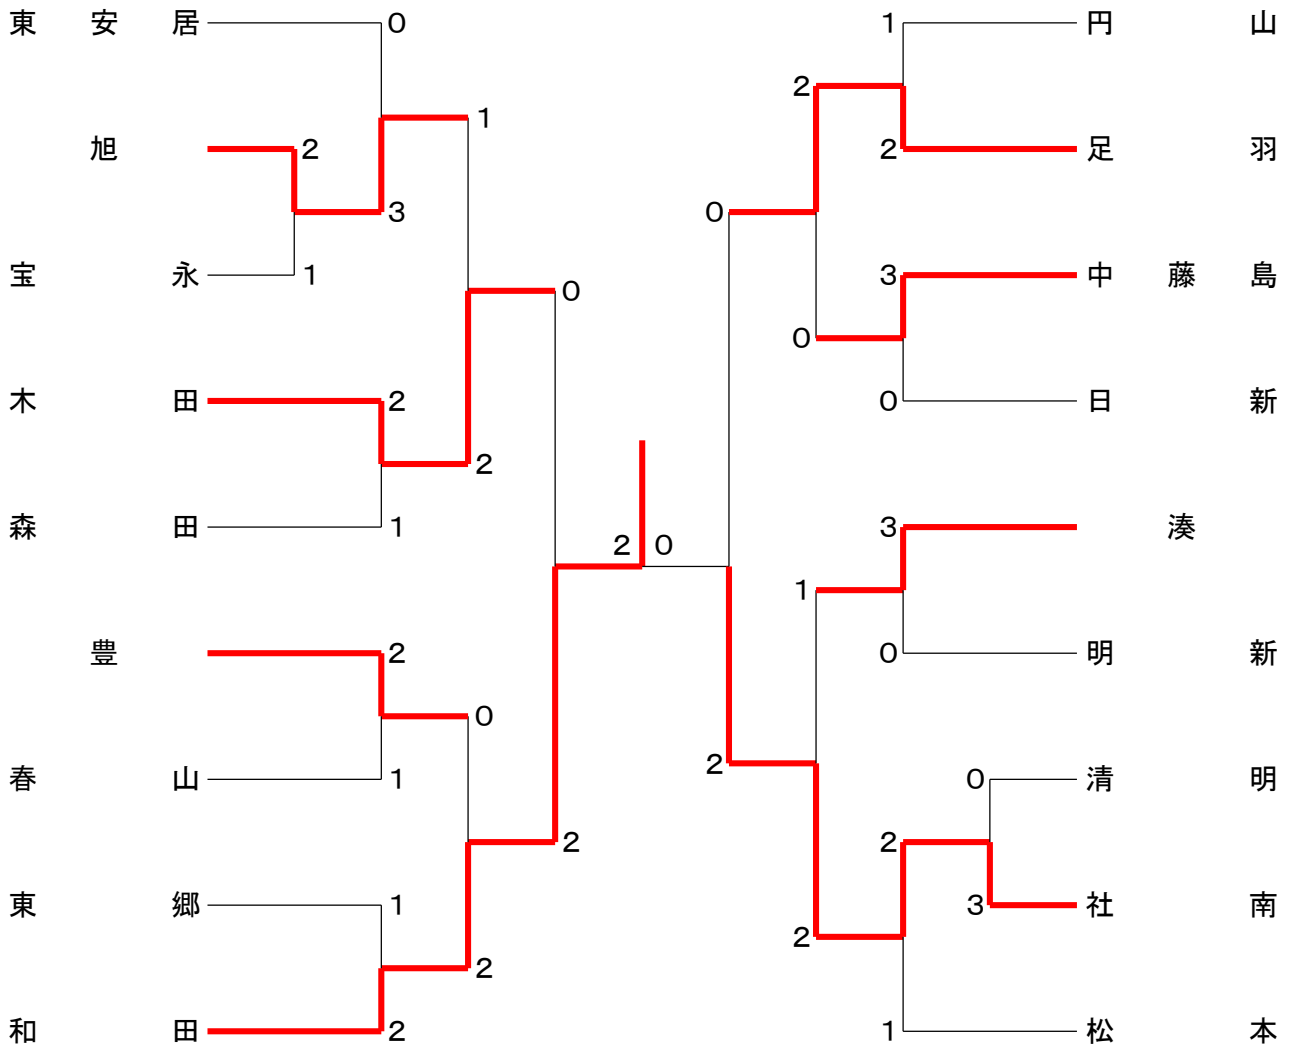 東安居 0 1 円山
2 1
旭 2 2 足羽
3 0
宝永 1 3 中藤島
0 0
木田 2 0 日新
2
森田 1 3 湊
2 0
1
豊 2 0 明新
0 2
春山 1 0 清明
2 2
東郷 1 3 社南
2 2
和田 2 1 松本